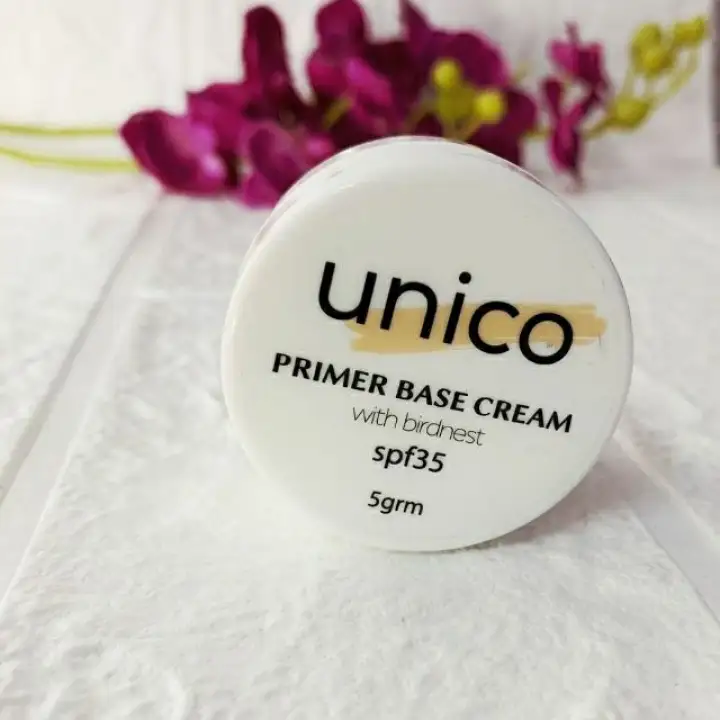 unico
PRIMER BASE CREAM
with birdnest
spf35
5grm